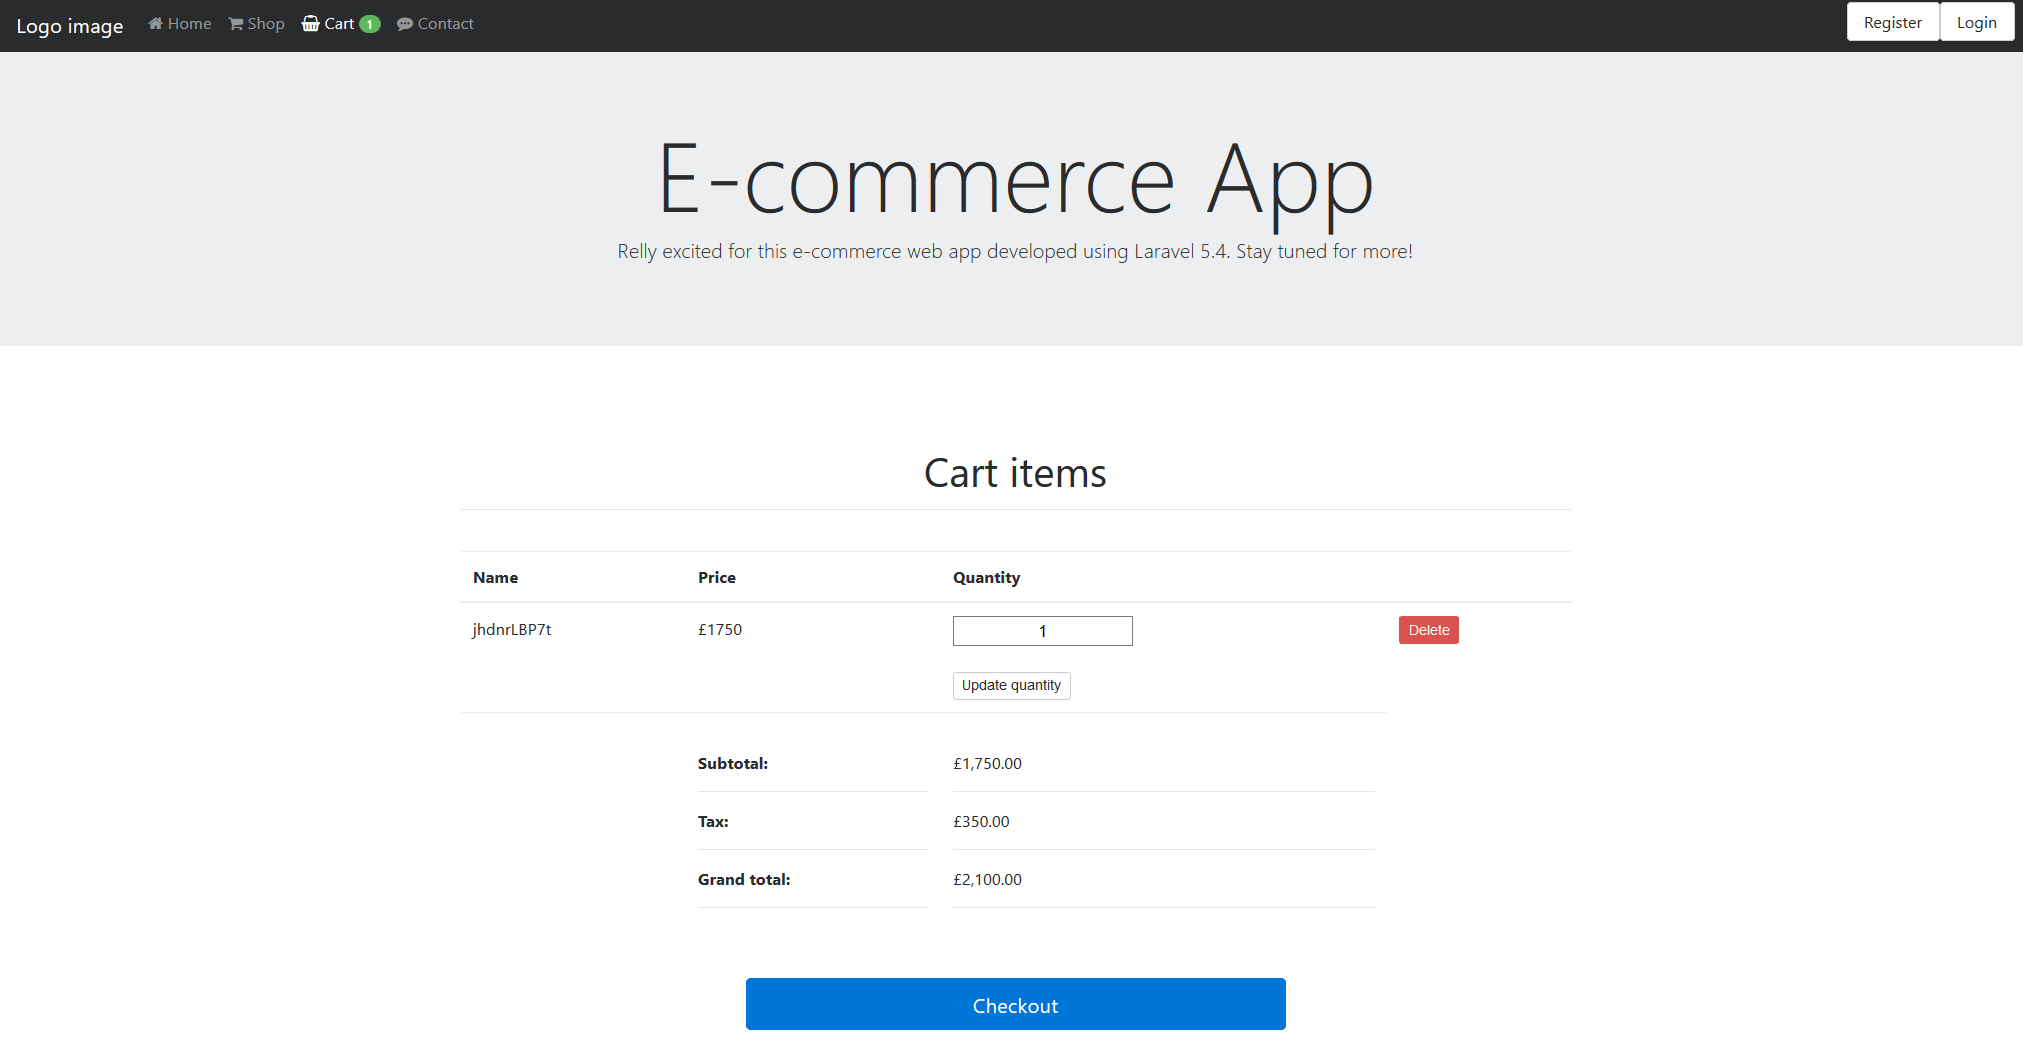 Logo image Home Shop Cart 1 Contact Register Login
E-commerce App
Relly excited for this e-commerce web app developed using Laravel 5.4. Stay tuned for more!
Cart items
Name Price Quantity
jhdnrLBP7t £1750 1 Delete
Update quantity
Subtotal: £1,750.00
Tax: £350.00
Grand total: £2,100.00
Checkout